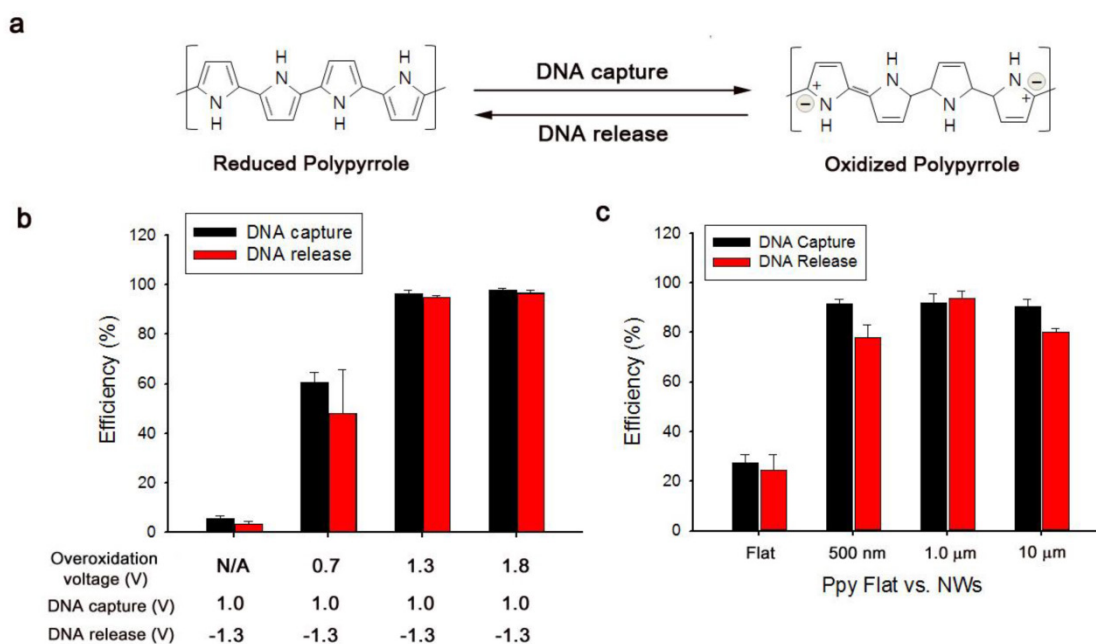 a
H N H N
N H N H
Reduced Polypyrrole
DNA capture
DNA release
H N H N
+ − − +
N H N H
Oxidized Polypyrrole
b
DNA capture
DNA release
Efficiency (%)
120
100
80
60
40
20
0
Overoxidation voltage (V) N/A 0.7 1.3 1.8
DNA capture (V) 1.0 1.0 1.0 1.0
DNA release (V) -1.3 -1.3 -1.3 -1.3
c
DNA Capture
DNA Release
Efficiency (%)
120
100
80
60
40
20
0
Flat 500 nm 1.0 μm 10 μm
Ppy Flat vs. NWs